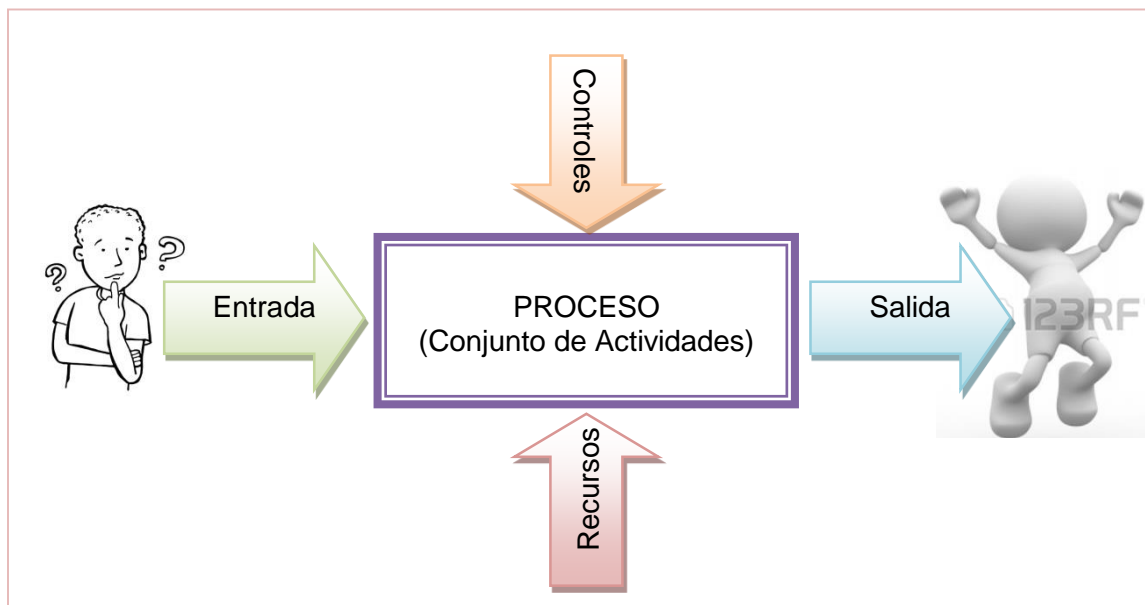 Controles
Entrada
PROCESO
(Conjunto de Actividades)
Salida
123RF
Recursos
? ?